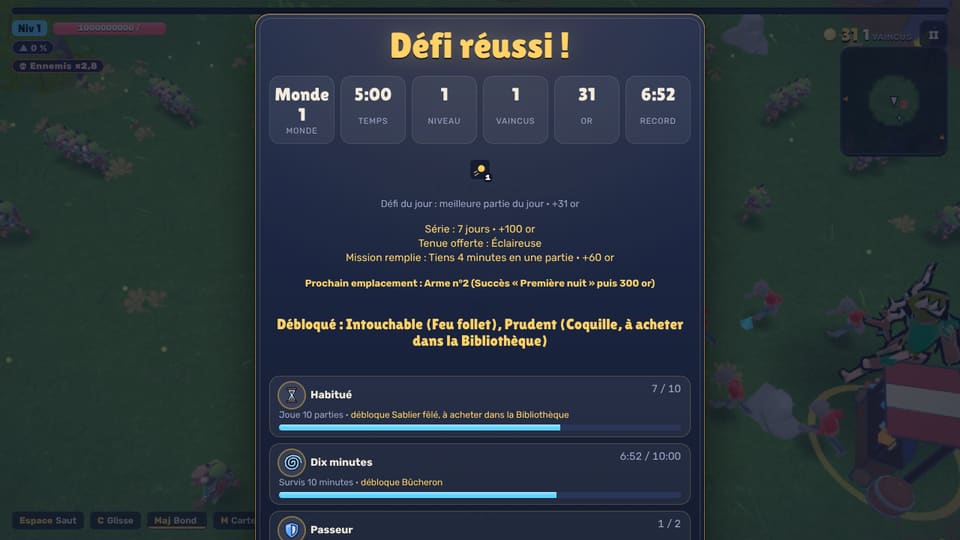 Défi réussi !
Niv 1
1000000000 /
0 %
Ennemis ×2,8
31 1 VAINCUS
Monde 1
MONDE
5:00
TEMPS
1
NIVEAU
1
VAINCUS
31
OR
6:52
RECORD
1
Défi du jour : meilleure partie du jour • +31 or
Série : 7 jours • +100 or
Tenue offerte : Éclaireuse
Mission remplie : Tiens 4 minutes en une partie • +60 or
Prochain emplacement : Arme n°2 (Succès « Première nuit » puis 300 or)
Débloqué : Intouchable (Feu follet), Prudent (Coquille, à acheter
dans la Bibliothèque)
Habitué
7 / 10
Joue 10 parties • débloque Sablier fêlé, à acheter dans la Bibliothèque
Dix minutes
6:52 / 10:00
Survis 10 minutes • débloque Bûcheron
Passeur
1 / 2
Espace Saut
C Glisse
Maj Bond
M Carte